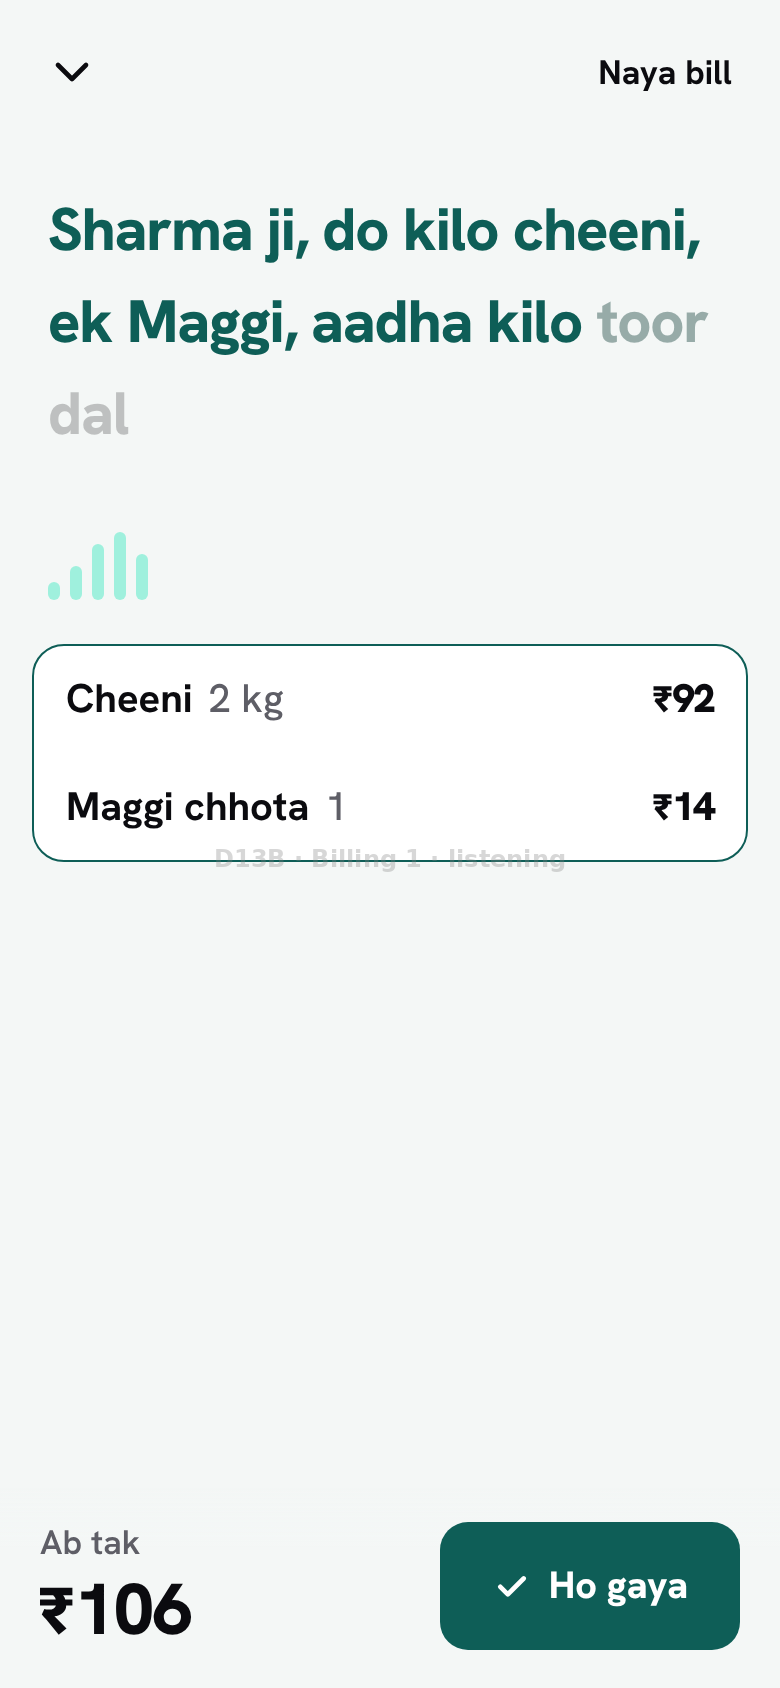 Naya bill
Sharma ji, do kilo cheeni,
ek Maggi, aadha kilo toor
dal
Cheeni 2 kg ₹92
Maggi chhota 1 ₹14
D13B · Billing 1 · listening
Ab tak
₹106
Ho gaya